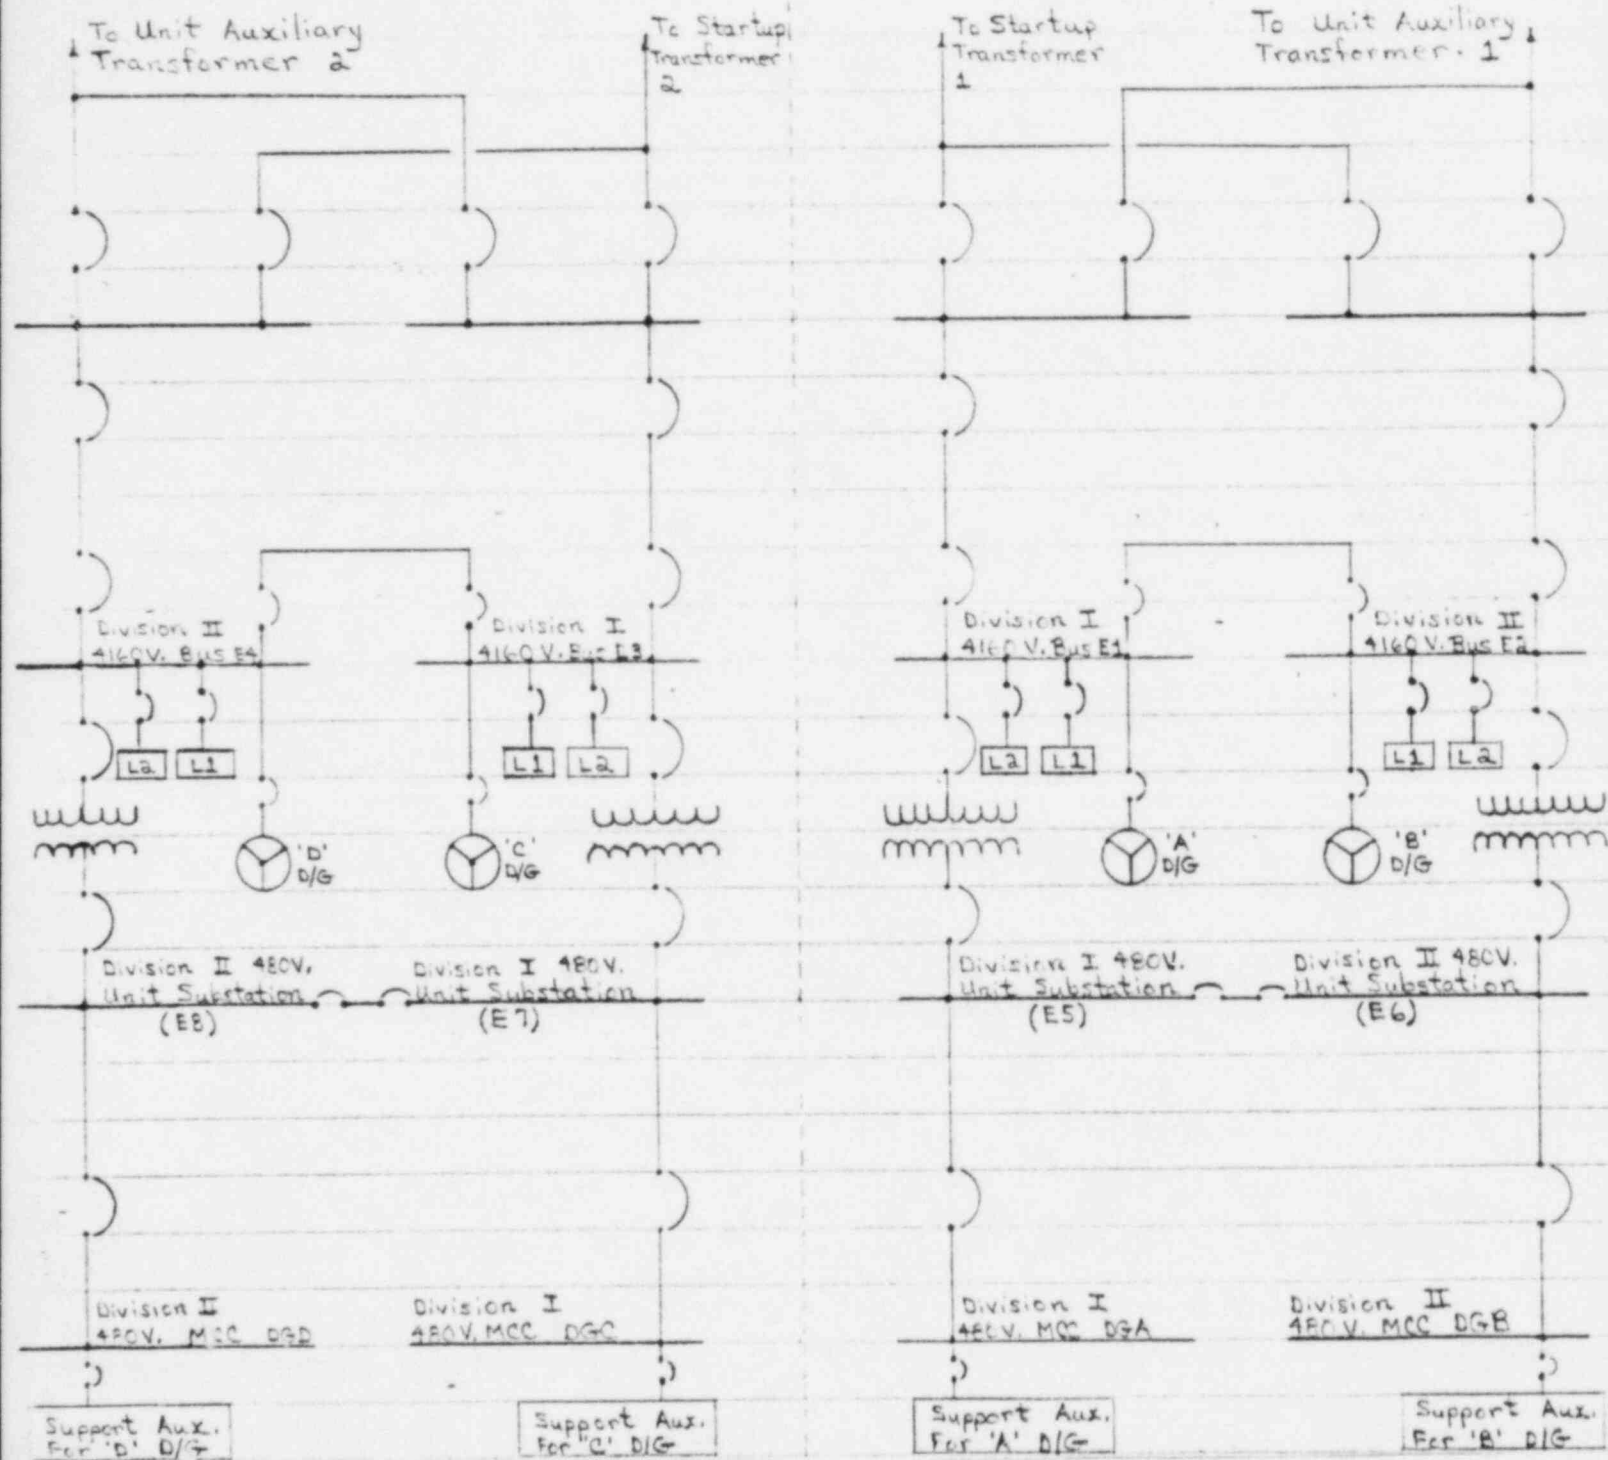 To Unit Auxiliary
Transformer 2
To Startup
Transformer
2
To Startup
Transformer
1
To Unit Auxiliary
Transformer. 1
Division II
4160V. Bus E4
Division I
4160V. Bus E3
Division I
4160V. Bus E1
Division II
4160V. Bus E2
L2
L1
L1
L2
L2
L1
L1
L2
'D'
D/G
'C'
D/G
'A'
D/G
'B'
D/G
Division II 480V.
Unit Substation
(E8)
Division I 480V.
Unit Substation
(E7)
Division I 480V.
Unit Substation
(E5)
Division II 480V.
Unit Substation
(E6)
Division II
480V. MCC DGD
Division I
480V. MCC DGC
Division I
480V. MCC DGA
Division II
480V. MCC DGB
Support Aux.
For 'D' D/G
Support Aux.
For 'C' D/G
Support Aux.
For 'A' D/G
Support Aux.
For 'B' D/G